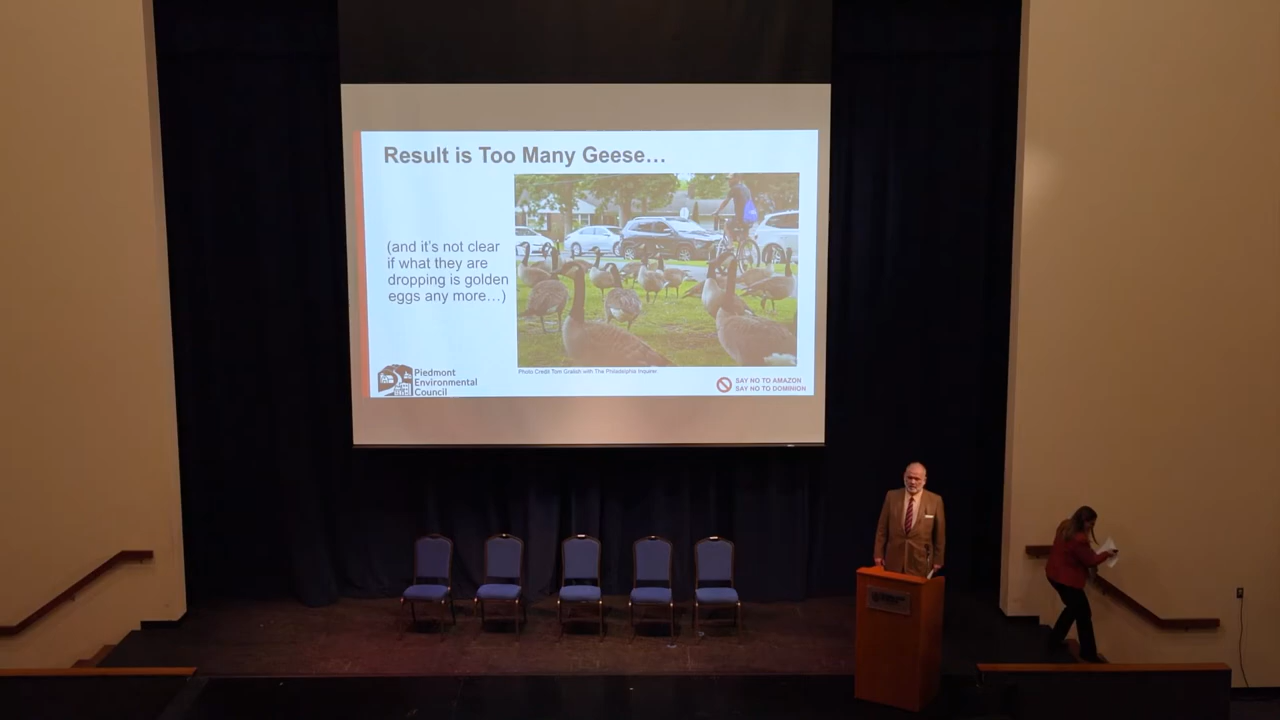 Result is Too Many Geese…
(and it's not clear
if what they are
dropping is golden
eggs any more…)
Photo Credit Tom Gralish with The Philadelphia Inquirer
Piedmont
Environmental
Council
SAY NO TO AMAZON
SAY NO TO DOMINION